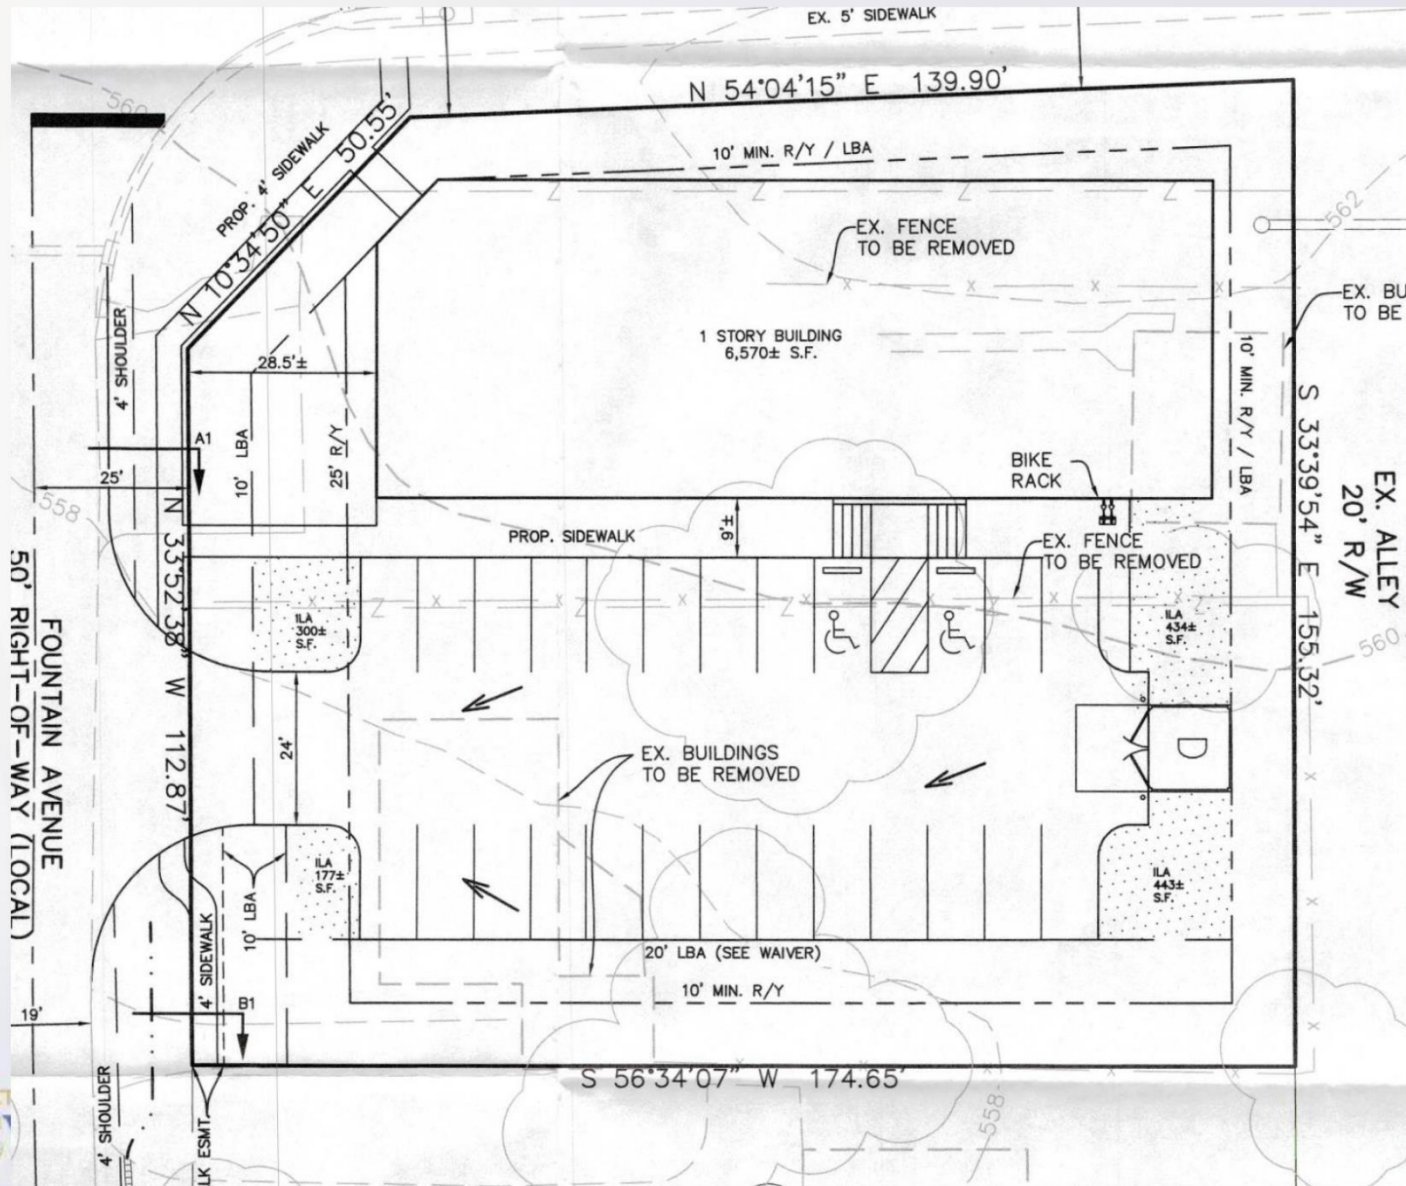 EX. 5' SIDEWALK
N 54°04'15" E 139.90'
560
PROP. 4' SIDEWALK
N 10°34'50" E 50.55'
10' MIN. R/Y / LBA
Z Z Z Z
562
EX. FENCE
TO BE REMOVED
X X X X
EX. BU
TO BE
1 STORY BUILDING
6,570± S.F.
4' SHOULDER
28.5'±
10' LBA
25' R/Y
10' MIN. R/Y / LBA
S 33°39'54" E 155.32'
EX. ALLEY
20' R/W
A1
25'
558
BIKE
RACK
PROP. SIDEWALK
EX. FENCE
TO BE REMOVED
N 33°52'38" W 112.87'
ILA
300±
S.F.
ILA
434±
S.F.
560
FOUNTAIN AVENUE
50' RIGHT-OF-WAY (LOCAL)
24'
EX. BUILDINGS
TO BE REMOVED
D
ILA
177±
S.F.
ILA
443±
S.F.
10' LBA
4' SIDEWALK
20' LBA (SEE WAIVER)
10' MIN. R/Y
B1
19'
S 56°34'07" W 174.65'
4' SHOULDER
LK ESMT.
558